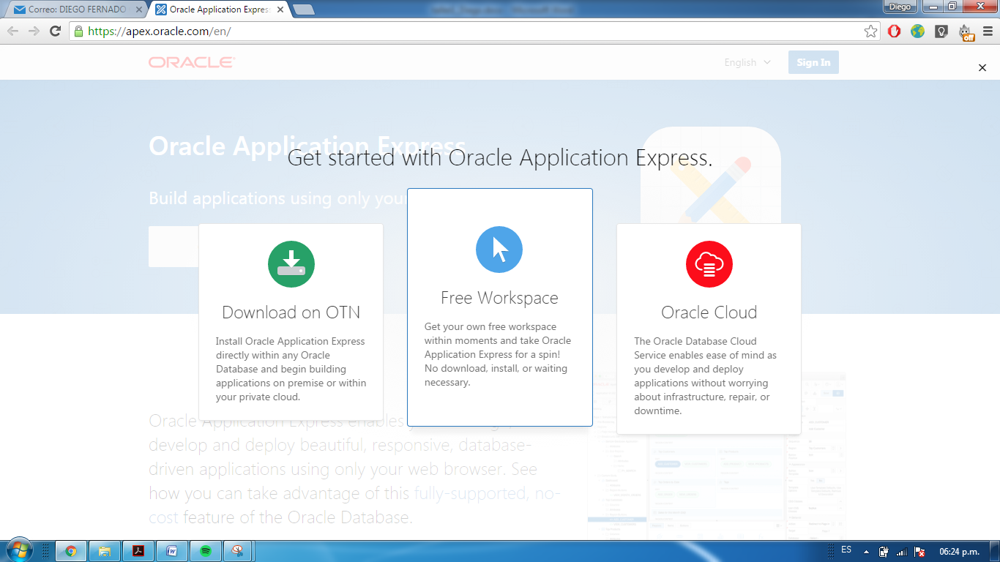 Correo: DIEGO FERNADO
Oracle Application Express
Diego
https://apex.oracle.com/en/
off
ORACLE
English
Sign In
Oracle Application Express
Get started with Oracle Application Express.
Build applications using only your
Download on OTN
Install Oracle Application Express
directly within any Oracle
Database and begin building
applications on premise or within
your private cloud.
Free Workspace
Get your own free workspace
within moments and take Oracle
Application Express for a spin!
No download, install, or waiting
necessary.
Oracle Cloud
The Oracle Database Cloud
Service enables ease of mind as
you develop and deploy
applications without worrying
about infrastructure, repair, or
downtime.
Oracle Application Express enables
develop and deploy beautiful, responsive, database-
driven applications using only your web browser. See
how you can take advantage of this fully-supported, no-
cost feature of the Oracle Database.
ES
06:24 p.m.